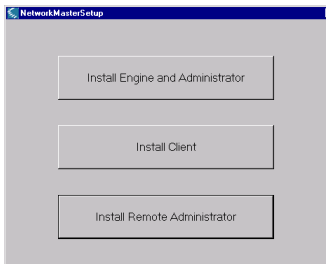 NetworkMasterSetup
Install Engine and Administrator
Install Client
Install Remote Administrator